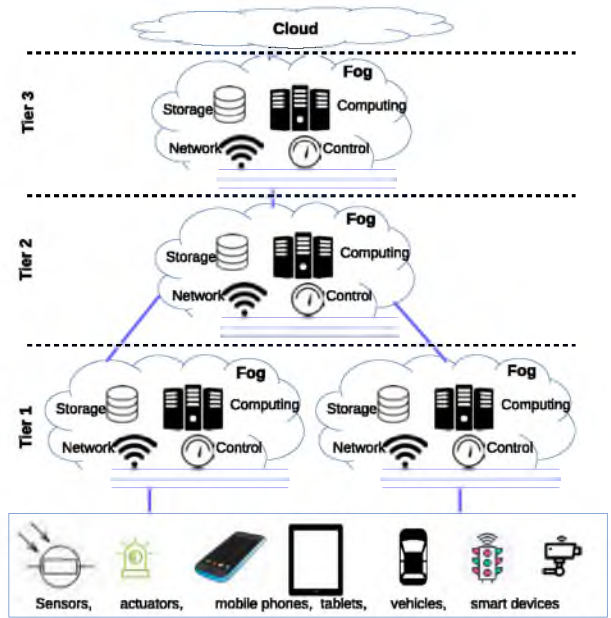 Cloud
Tier 3
Fog
Storage
Computing
Network
Control
Tier 2
Fog
Storage
Computing
Network
Control
Tier 1
Fog
Storage
Computing
Network
Control
Fog
Storage
Computing
Network
Control
Sensors, actuators, mobile phones, tablets, vehicles, smart devices